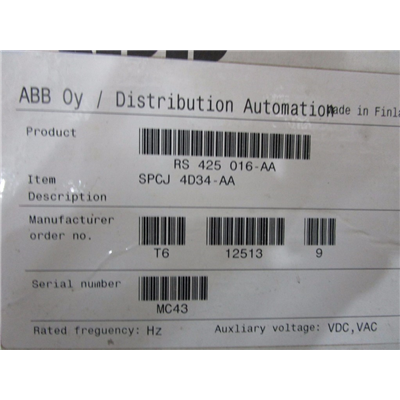 ABB Oy / Distribution Automation Made in Finla
Product
RS 425 016-AA
Item SPCJ 4D34-AA
Description
Manufacturer
order no.
T6 12513 9
Serial number
MC43
Rated freguency: Hz Auxliary voltage: VDC,VAC